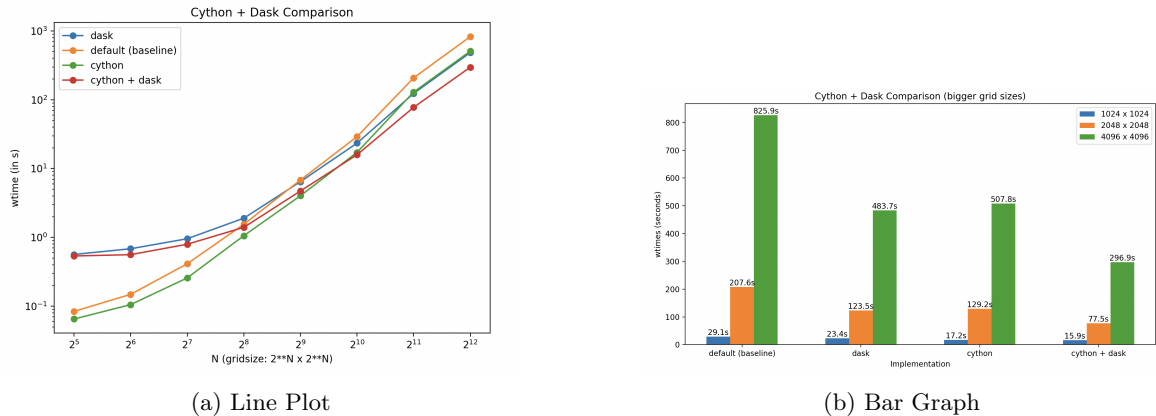 Cython + Dask Comparison
dask
default (baseline)
cython
cython + dask
10³
10²
10¹
10⁰
10⁻¹
wtime (in s)
2⁵ 2⁶ 2⁷ 2⁸ 2⁹ 2¹⁰ 2¹¹ 2¹²
N (gridsize: 2**N x 2**N)
(a) Line Plot
Cython + Dask Comparison (bigger grid sizes)
1024 x 1024
2048 x 2048
4096 x 4096
800
700
600
500
400
300
200
100
0
wtimes (seconds)
29.1s 207.6s 825.9s
23.4s 123.5s 483.7s
17.2s 129.2s 507.8s
15.9s 77.5s 296.9s
default (baseline) dask cython cython + dask
Implementation
(b) Bar Graph